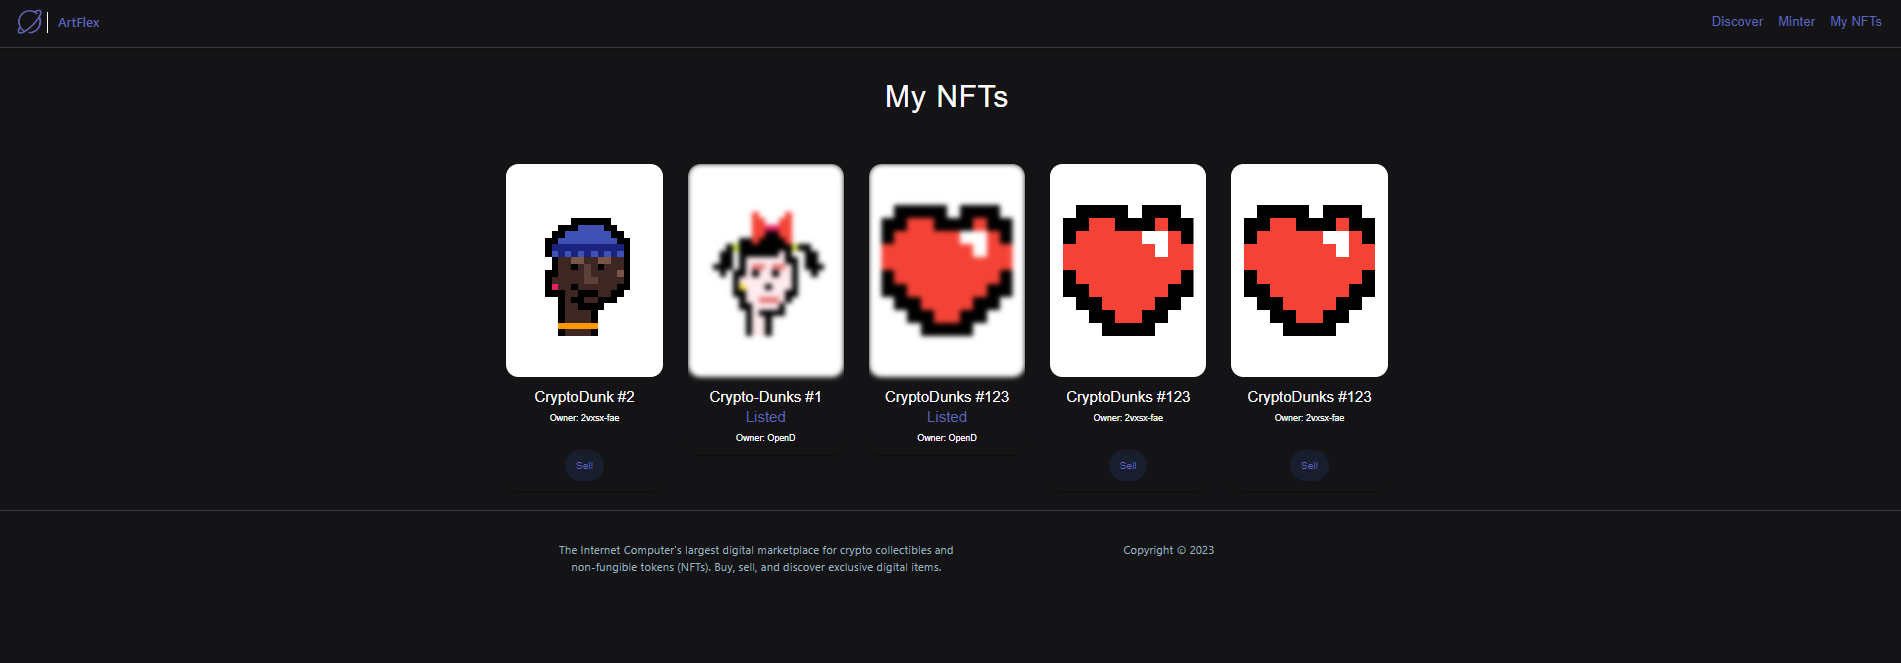 ArtFlex
Discover Minter My NFTs
My NFTs
CryptoDunk #2
Owner: 2vxsx-fae
Sell
Crypto-Dunks #1
Listed
Owner: OpenD
CryptoDunks #123
Listed
Owner: OpenD
CryptoDunks #123
Owner: 2vxsx-fae
Sell
CryptoDunks #123
Owner: 2vxsx-fae
Sell
The Internet Computer's largest digital marketplace for crypto collectibles and
non-fungible tokens (NFTs). Buy, sell, and discover exclusive digital items.
Copyright © 2023